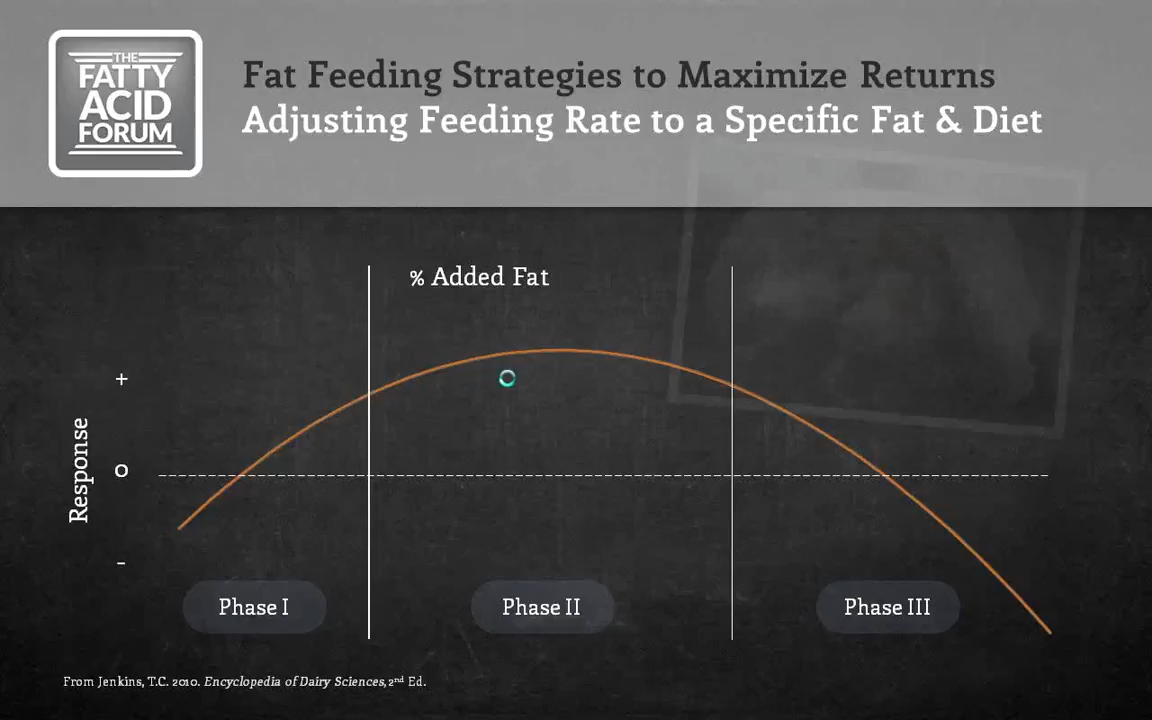 THE
FATTY
ACID
FORUM
Fat Feeding Strategies to Maximize Returns
Adjusting Feeding Rate to a Specific Fat & Diet
% Added Fat
+
Response
0
-
Phase I
Phase II
Phase III
From Jenkins, T.C. 2010. Encyclopedia of Dairy Sciences, 2nd Ed.